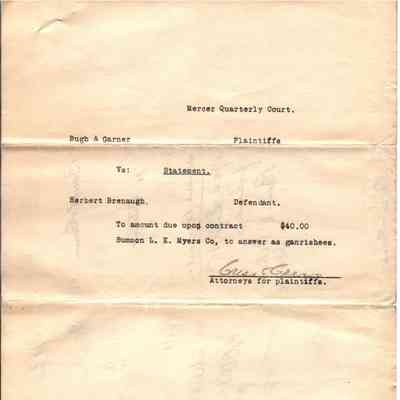 Mercer Quarterly Court.
Bugh & Garner Plaintiffs
Vs: Statement.
Herbert Brenaugh. Defendant.
To amount due upon contract $40.00
Summon L. K. Myers Co, to answer as ganrishees.
Attorneys for plaintiffs.